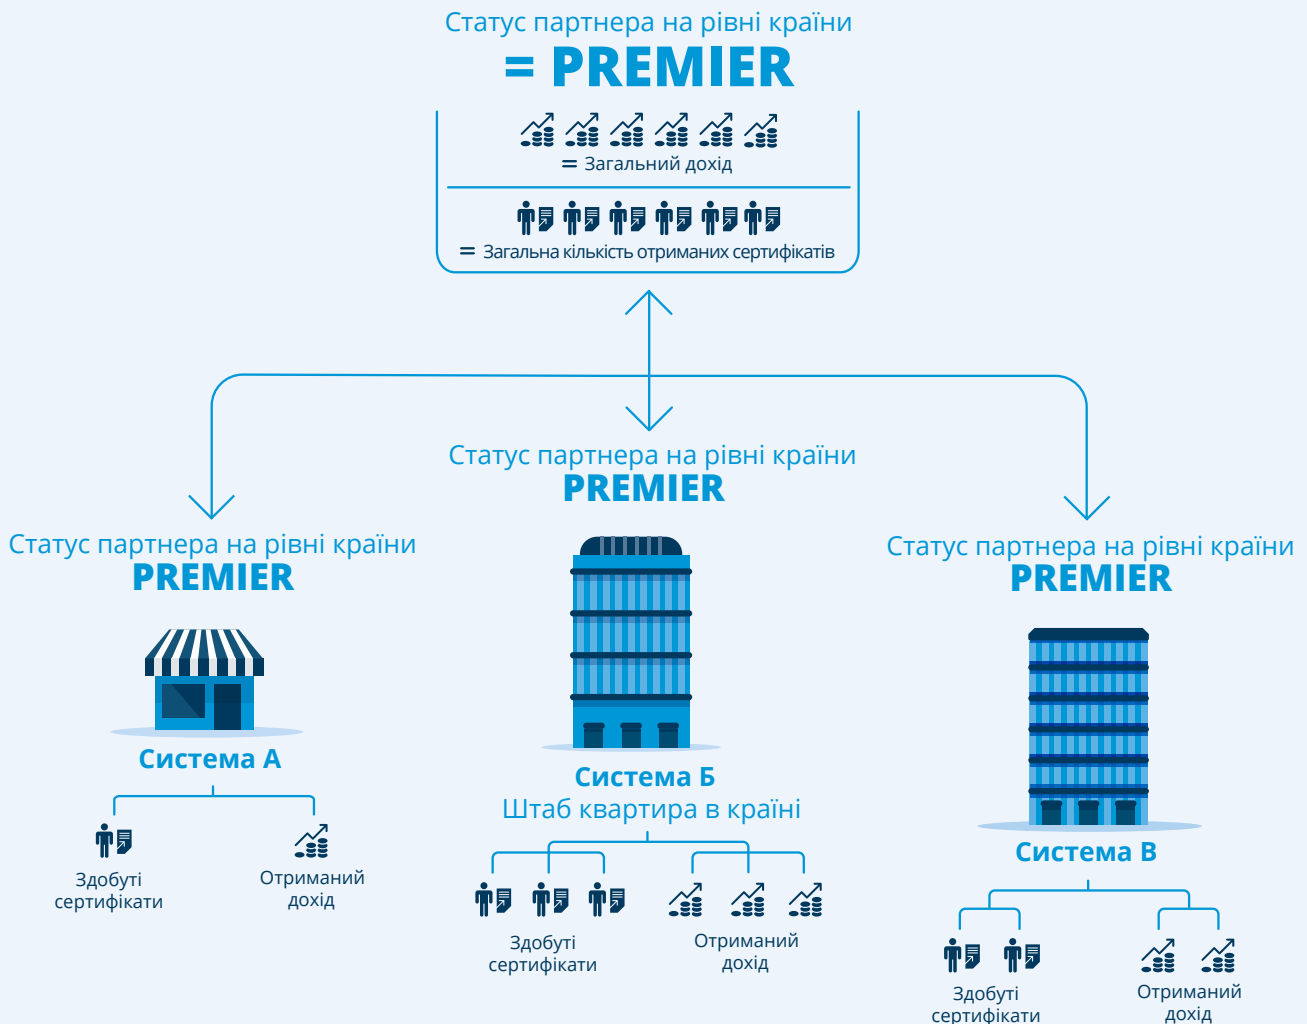 Статус партнера на рівні країни
= PREMIER
= Загальний дохід
= Загальна кількість отриманих сертифікатів
Статус партнера на рівні країни
PREMIER
Статус партнера на рівні країни
PREMIER
Статус партнера на рівні країни
PREMIER
Система А
Здобуті
сертифікати
Отриманий
дохід
Система Б
Штаб квартира в країні
Здобуті
сертифікати
Отриманий
дохід
Система В
Здобуті
сертифікати
Отриманий
дохід